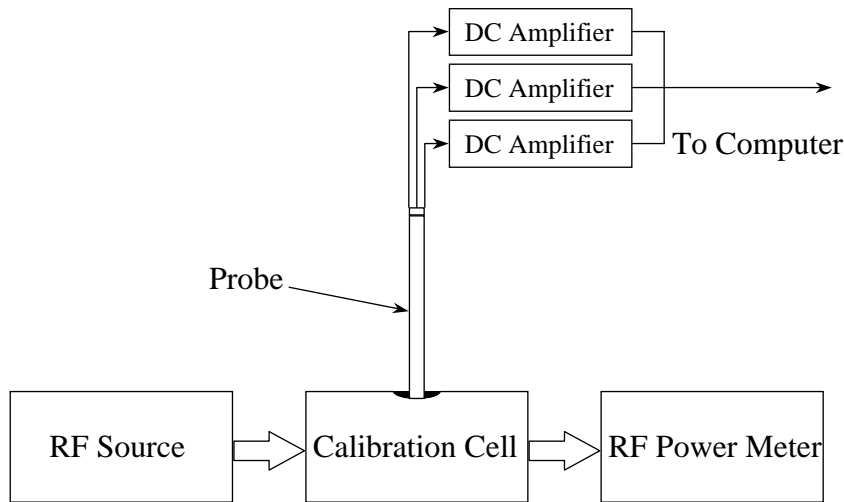 DC Amplifier
DC Amplifier
DC Amplifier
To Computer
Probe
RF Source
Calibration Cell
RF Power Meter